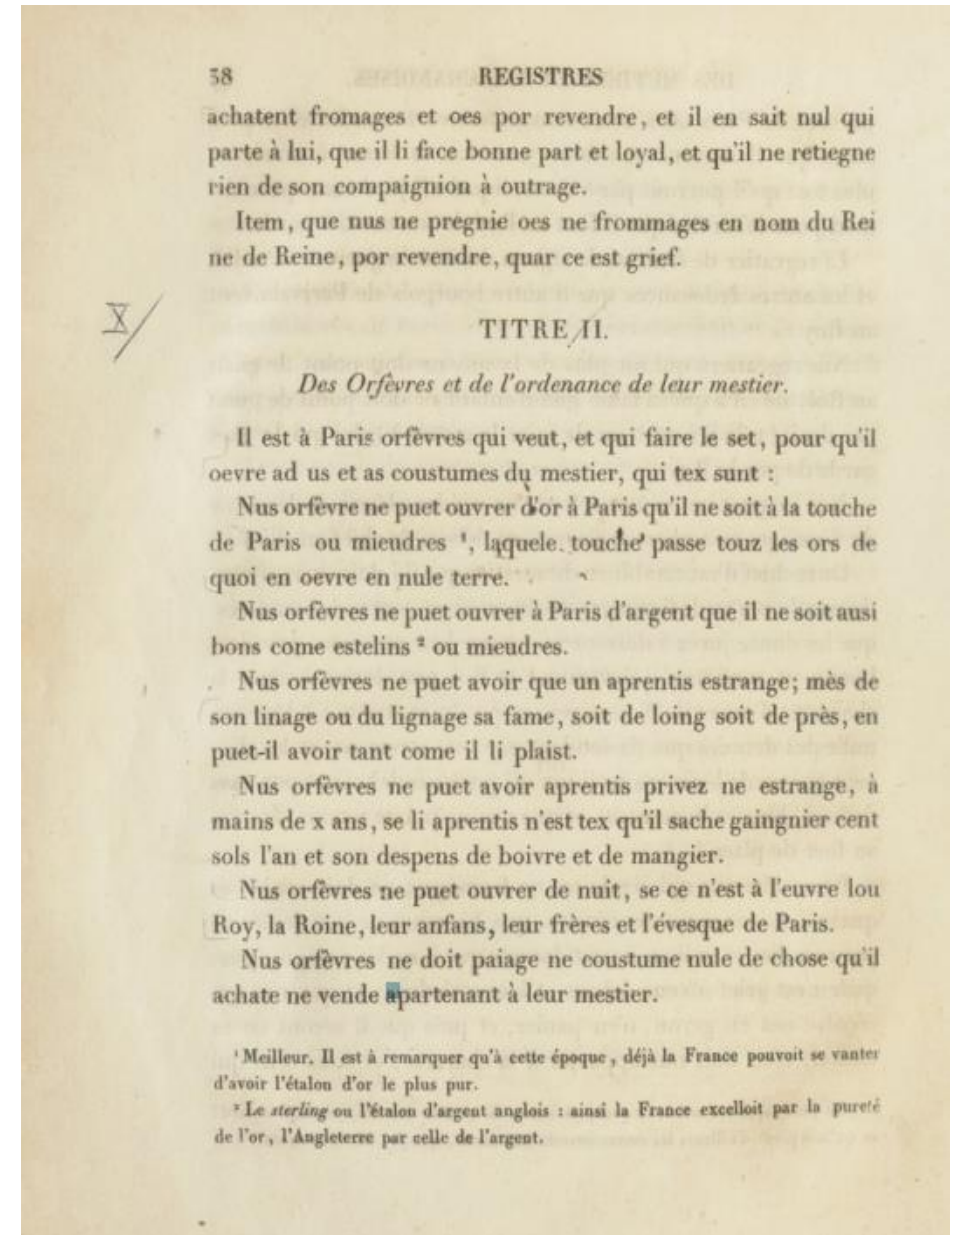 38 REGISTRES
achatent fromages et oes por revendre, et il en sait nul qui
parte à lui, que il li face bonne part et loyal, et qu'il ne retiegne
rien de son compaignion à outrage.
Item, que nus ne pregnie oes ne frommages en nom du Rei
ne de Reine, por revendre, quar ce est grief.
X/
TITRE II.
Des Orfèvres et de l'ordenance de leur mestier.
Il est à Paris orfèvres qui veut, et qui faire le set, pour qu'il
oevre ad us et as coustumes du mestier, qui tex sunt :
Nus orfèvre ne puet ouvrer d'or à Paris qu'il ne soit à la touche
de Paris ou mieudres ¹, laquele touche passe touz les ors de
quoi en oevre en nule terre.
Nus orfèvres ne puet ouvrer à Paris d'argent que il ne soit ausi
bons come estelins ² ou mieudres.
Nus orfèvres ne puet avoir que un aprentis estrange; mès de
son linage ou du lignage sa fame, soit de loing soit de près, en
puet-il avoir tant come il li plaist.
Nus orfèvres ne puet avoir aprentis privez ne estrange, à
mains de x ans, se li aprentis n'est tex qu'il sache gaingnier cent
sols l'an et son despens de boivre et de mangier.
Nus orfèvres ne puet ouvrer de nuit, se ce n'est à l'euvre lou
Roy, la Roine, leur anfans, leur frères et l'évesque de Paris.
Nus orfèvres ne doit paiage ne coustume nule de chose qu'il
achate ne vende apartenant à leur mestier.
¹ Meilleur. Il est à remarquer qu'à cette époque, déjà la France pouvoit se vanter
d'avoir l'étalon d'or le plus pur.
² Le sterling ou l'étalon d'argent anglois : ainsi la France excelloit par la pureté
de l'or, l'Angleterre par celle de l'argent.